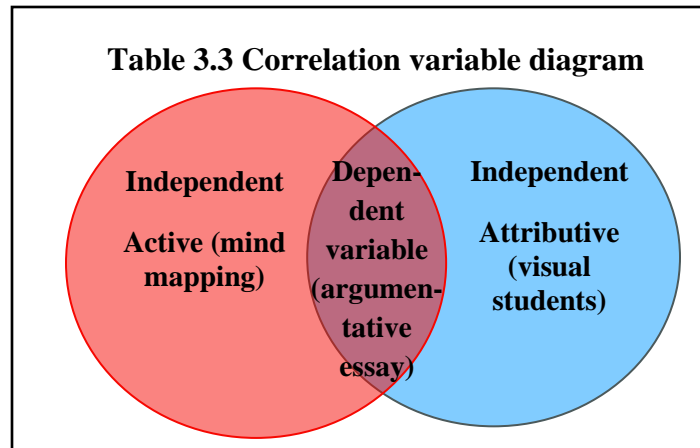 Table 3.3 Correlation variable diagram
Independent
Active (mind
mapping)
Depen-
dent
variable
(argumen-
tative
essay)
Independent
Attributive
(visual
students)